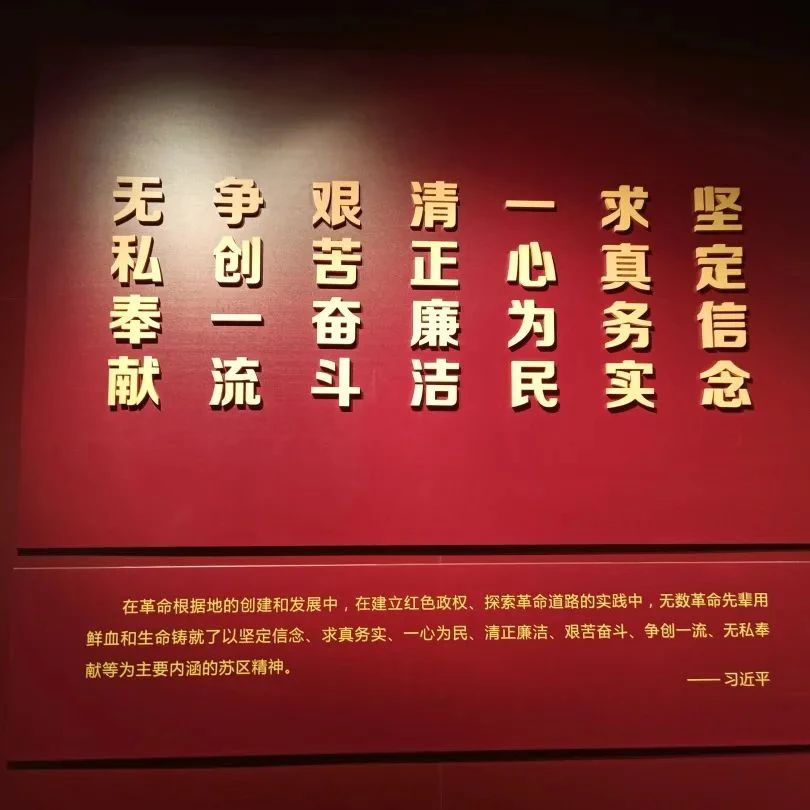 坚定信念
求真务实
一心为民
清正廉洁
艰苦奋斗
争创一流
无私奉献
在革命根据地的创建和发展中，在建立红色政权、探索革命道路的实践中，无数革命先辈用
鲜血和生命铸就了以坚定信念、求真务实、一心为民、清正廉洁、艰苦奋斗、争创一流、无私奉
献等为主要内涵的苏区精神。
——习近平